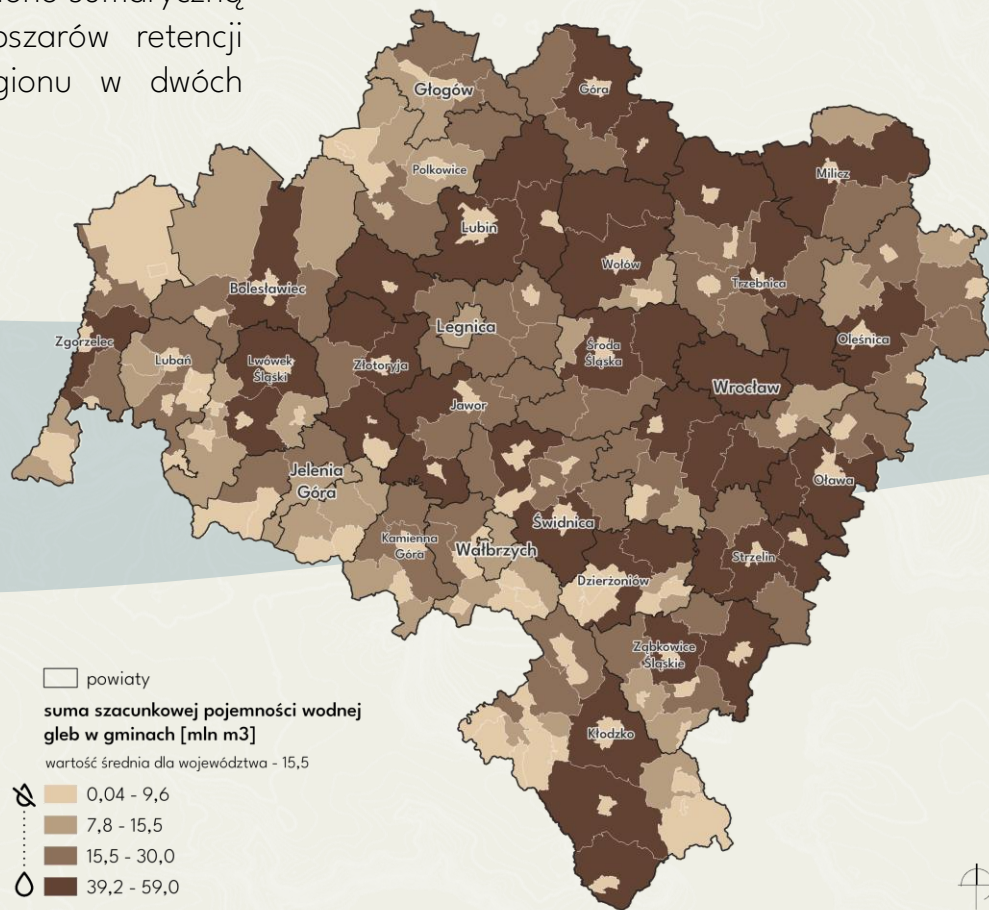 sumaryczną
obszarów retencji
regionu w dwóch
Głogów
Góra
Polkowice
Milicz
Lubin
Wołów
Trzebnica
Bolesławiec
Legnica
Zgorzelec
Lubań
Lwówek
Śląski
Złotoryja
Środa
Śląska
Oleśnica
Wrocław
Jawor
Jelenia
Góra
Oława
Świdnica
Kamienna
Góra
Wałbrzych
Strzelin
Dzierżoniów
Ząbkowice
Śląskie
Kłodzko
powiaty
suma szacunkowej pojemności wodnej
gleb w gminach [mln m3]
wartość średnia dla województwa - 15,5
0,04 - 9,6
7,8 - 15,5
15,5 - 30,0
39,2 - 59,0